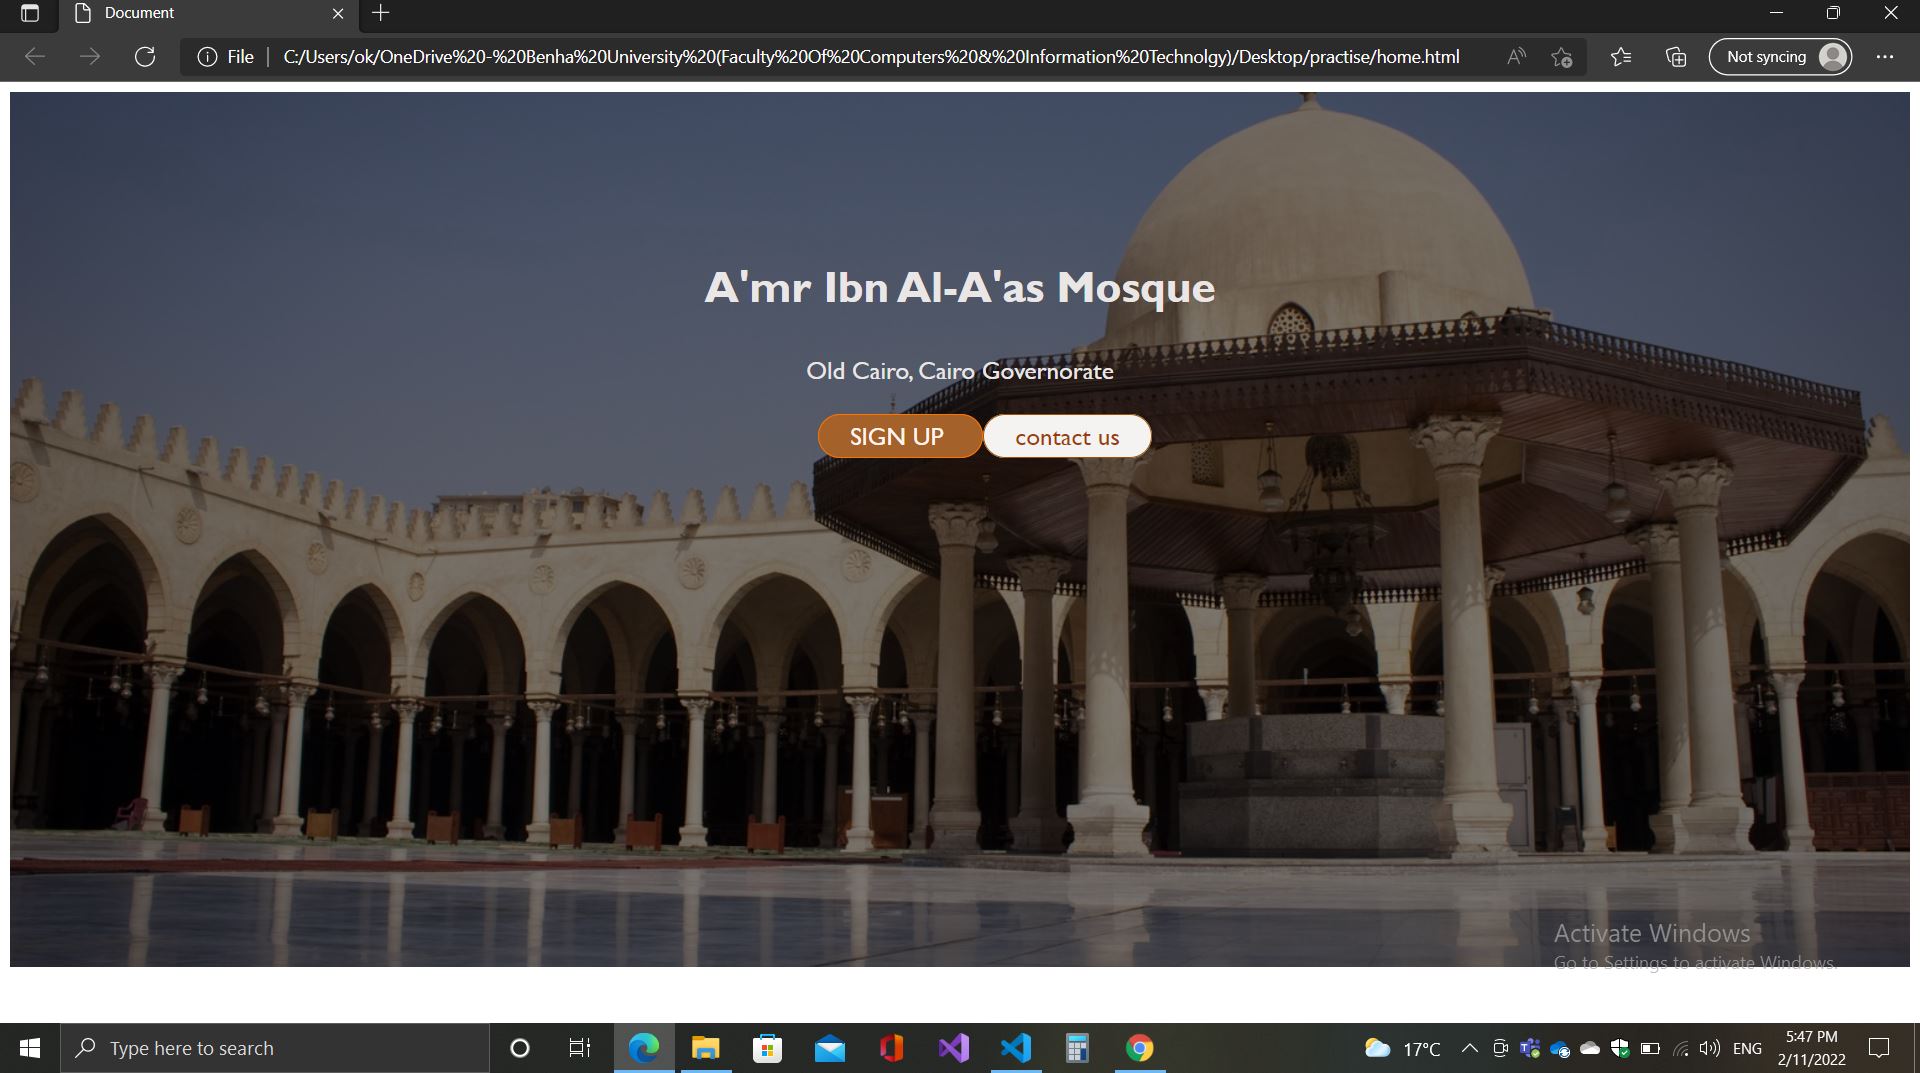 Document
File
C:/Users/ok/OneDrive%20-%20Benha%20University%20(Faculty%20Of%20Computers%20&%20Information%20Technolgy)/Desktop/practise/home.html
Not syncing
A'mr Ibn Al-A'as Mosque
Old Cairo, Cairo Governorate
SIGN UP
contact us
Activate Windows
Go to Settings to activate Windows.
Type here to search
17°C
ENG
5:47 PM
2/11/2022